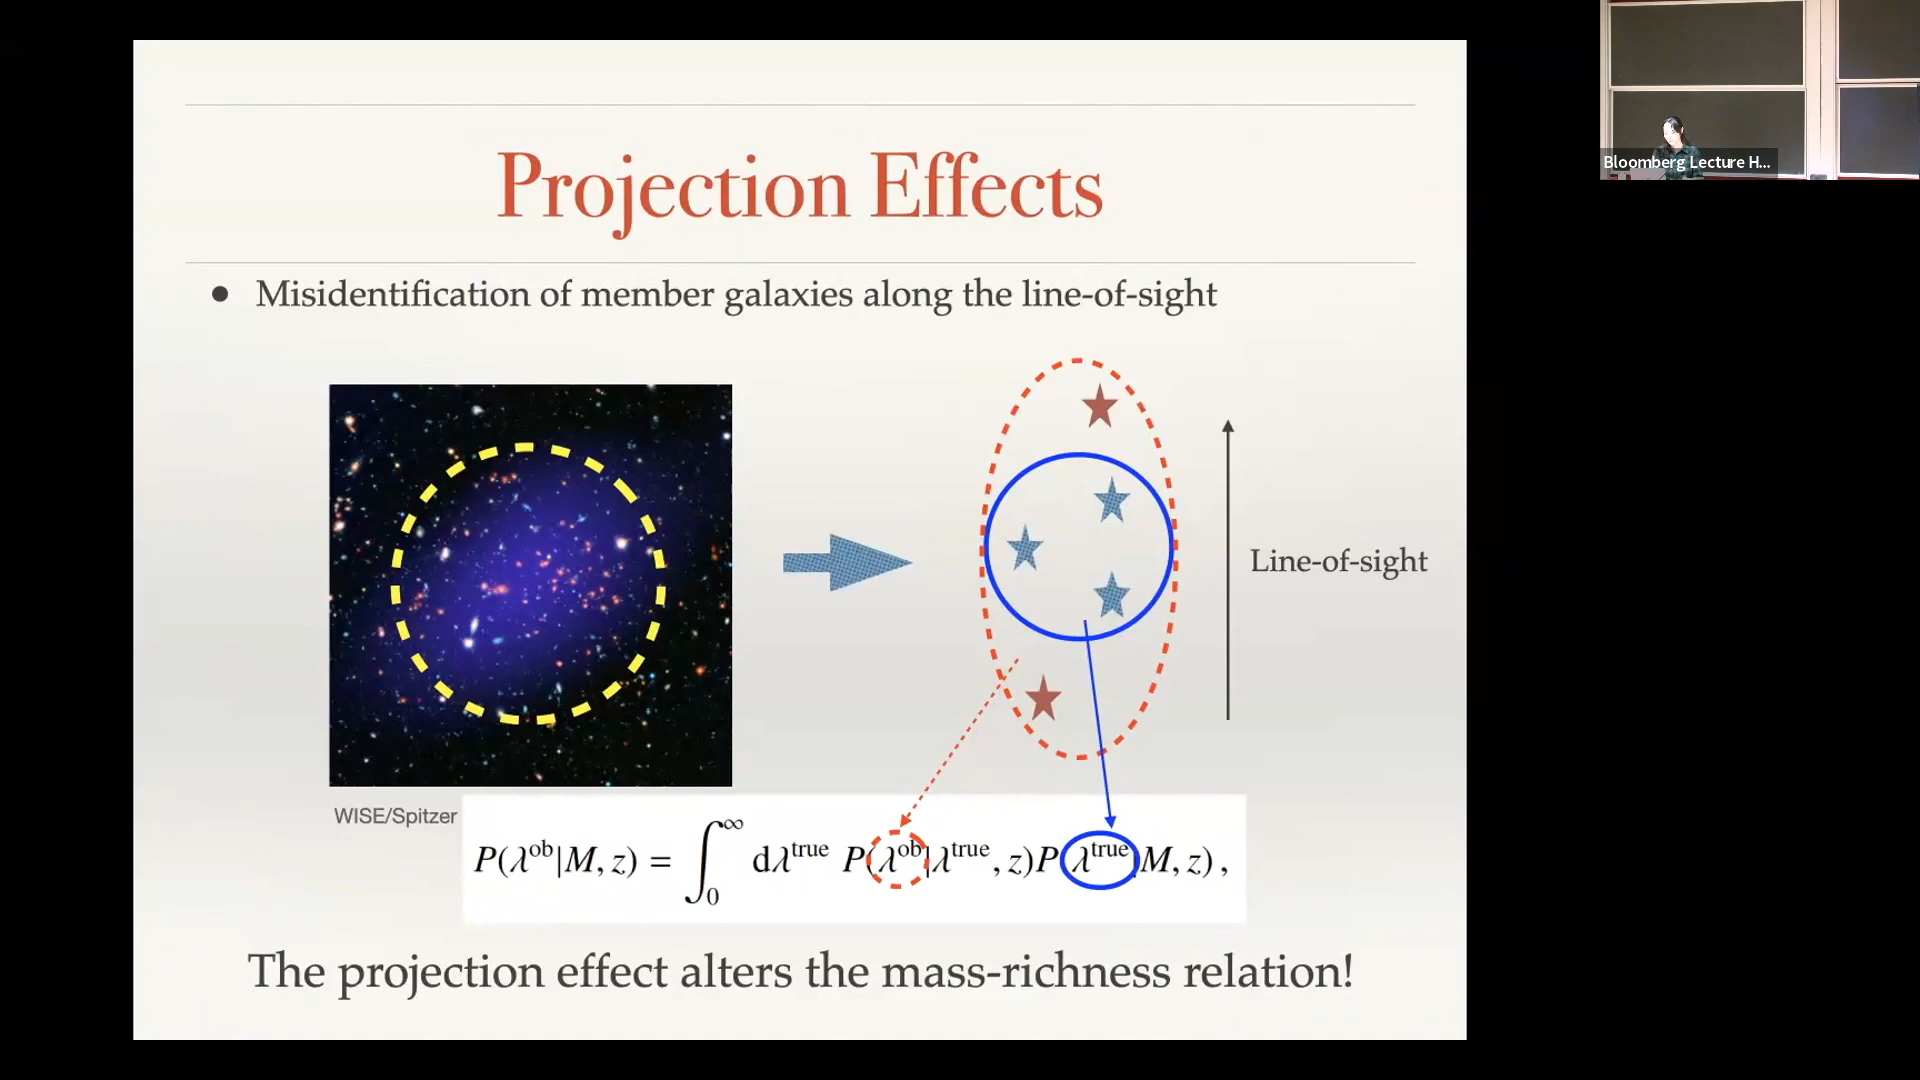 Projection Effects
● Misidentification of member galaxies along the line-of-sight
Line-of-sight
WISE/Spitzer
P(λ^ob|M, z) = ∫_0^∞ dλ^true P(λ^ob|λ^true, z)P(λ^true|M, z) ,
The projection effect alters the mass-richness relation!
Bloomberg Lecture H...